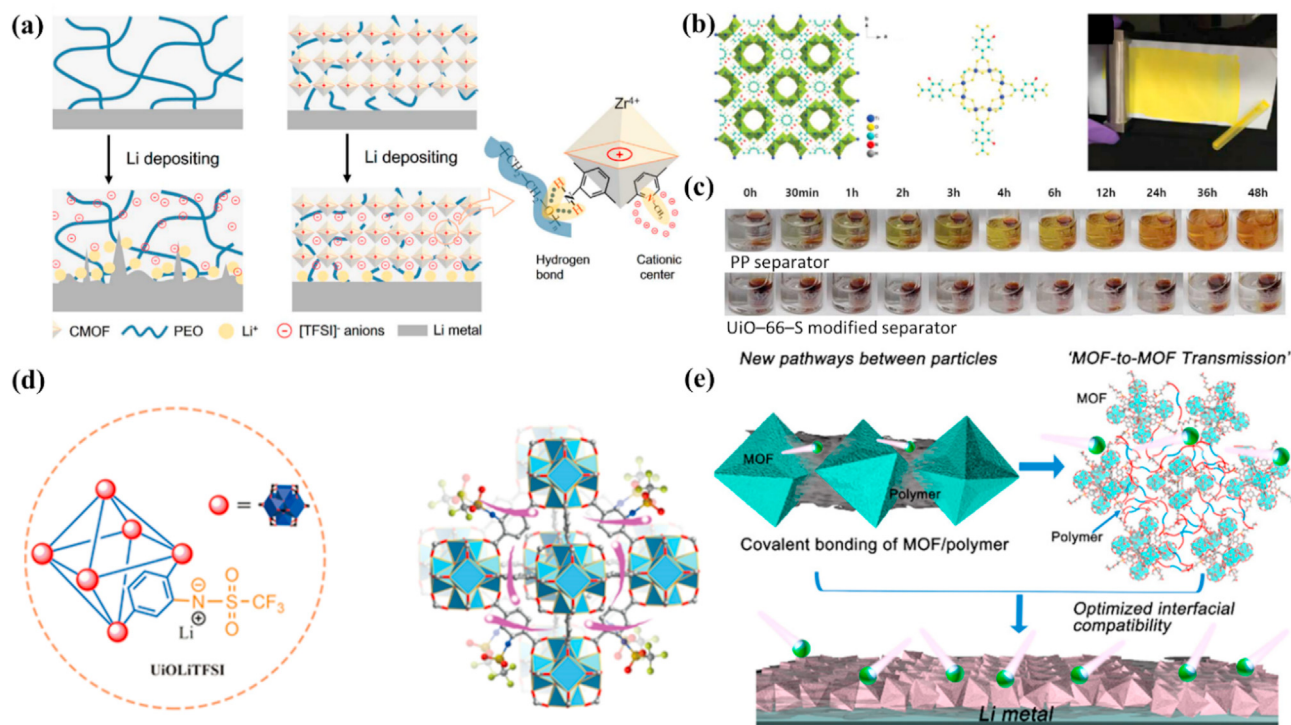 (a)
Li depositing
Li depositing
Zr4+
Hydrogen
bond
Cationic
center
CMOF
PEO
Li+
[TFSI]- anions
Li metal
(b)
(c)
0h
30min
1h
2h
3h
4h
6h
12h
24h
36h
48h
PP separator
UiO–66–S modified separator
(d)
=
N
S
O
O
CF3
Li
UiOLiTFSI
(e)
New pathways between particles
'MOF-to-MOF Transmission'
MOF
Polymer
MOF
Polymer
Covalent bonding of MOF/polymer
Optimized interfacial
compatibility
Li metal